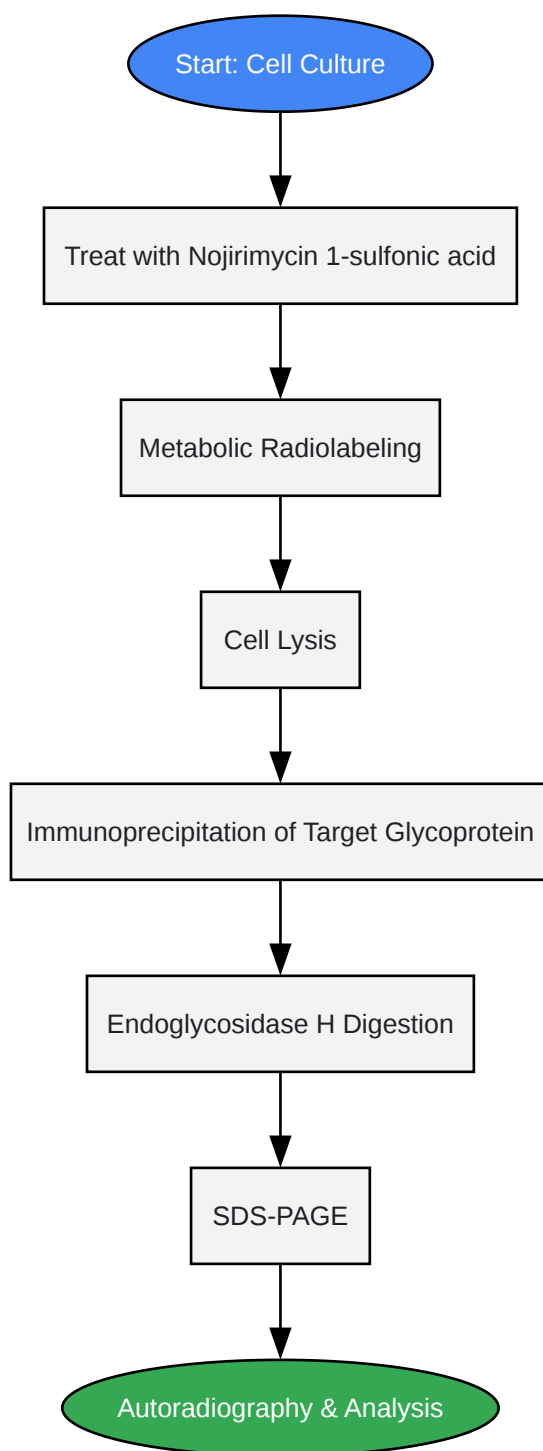 Start: Cell Culture
Treat with Nojirimycin 1-sulfonic acid
Metabolic Radiolabeling
Cell Lysis
Immunoprecipitation of Target Glycoprotein
Endoglycosidase H Digestion
SDS-PAGE
Autoradiography & Analysis